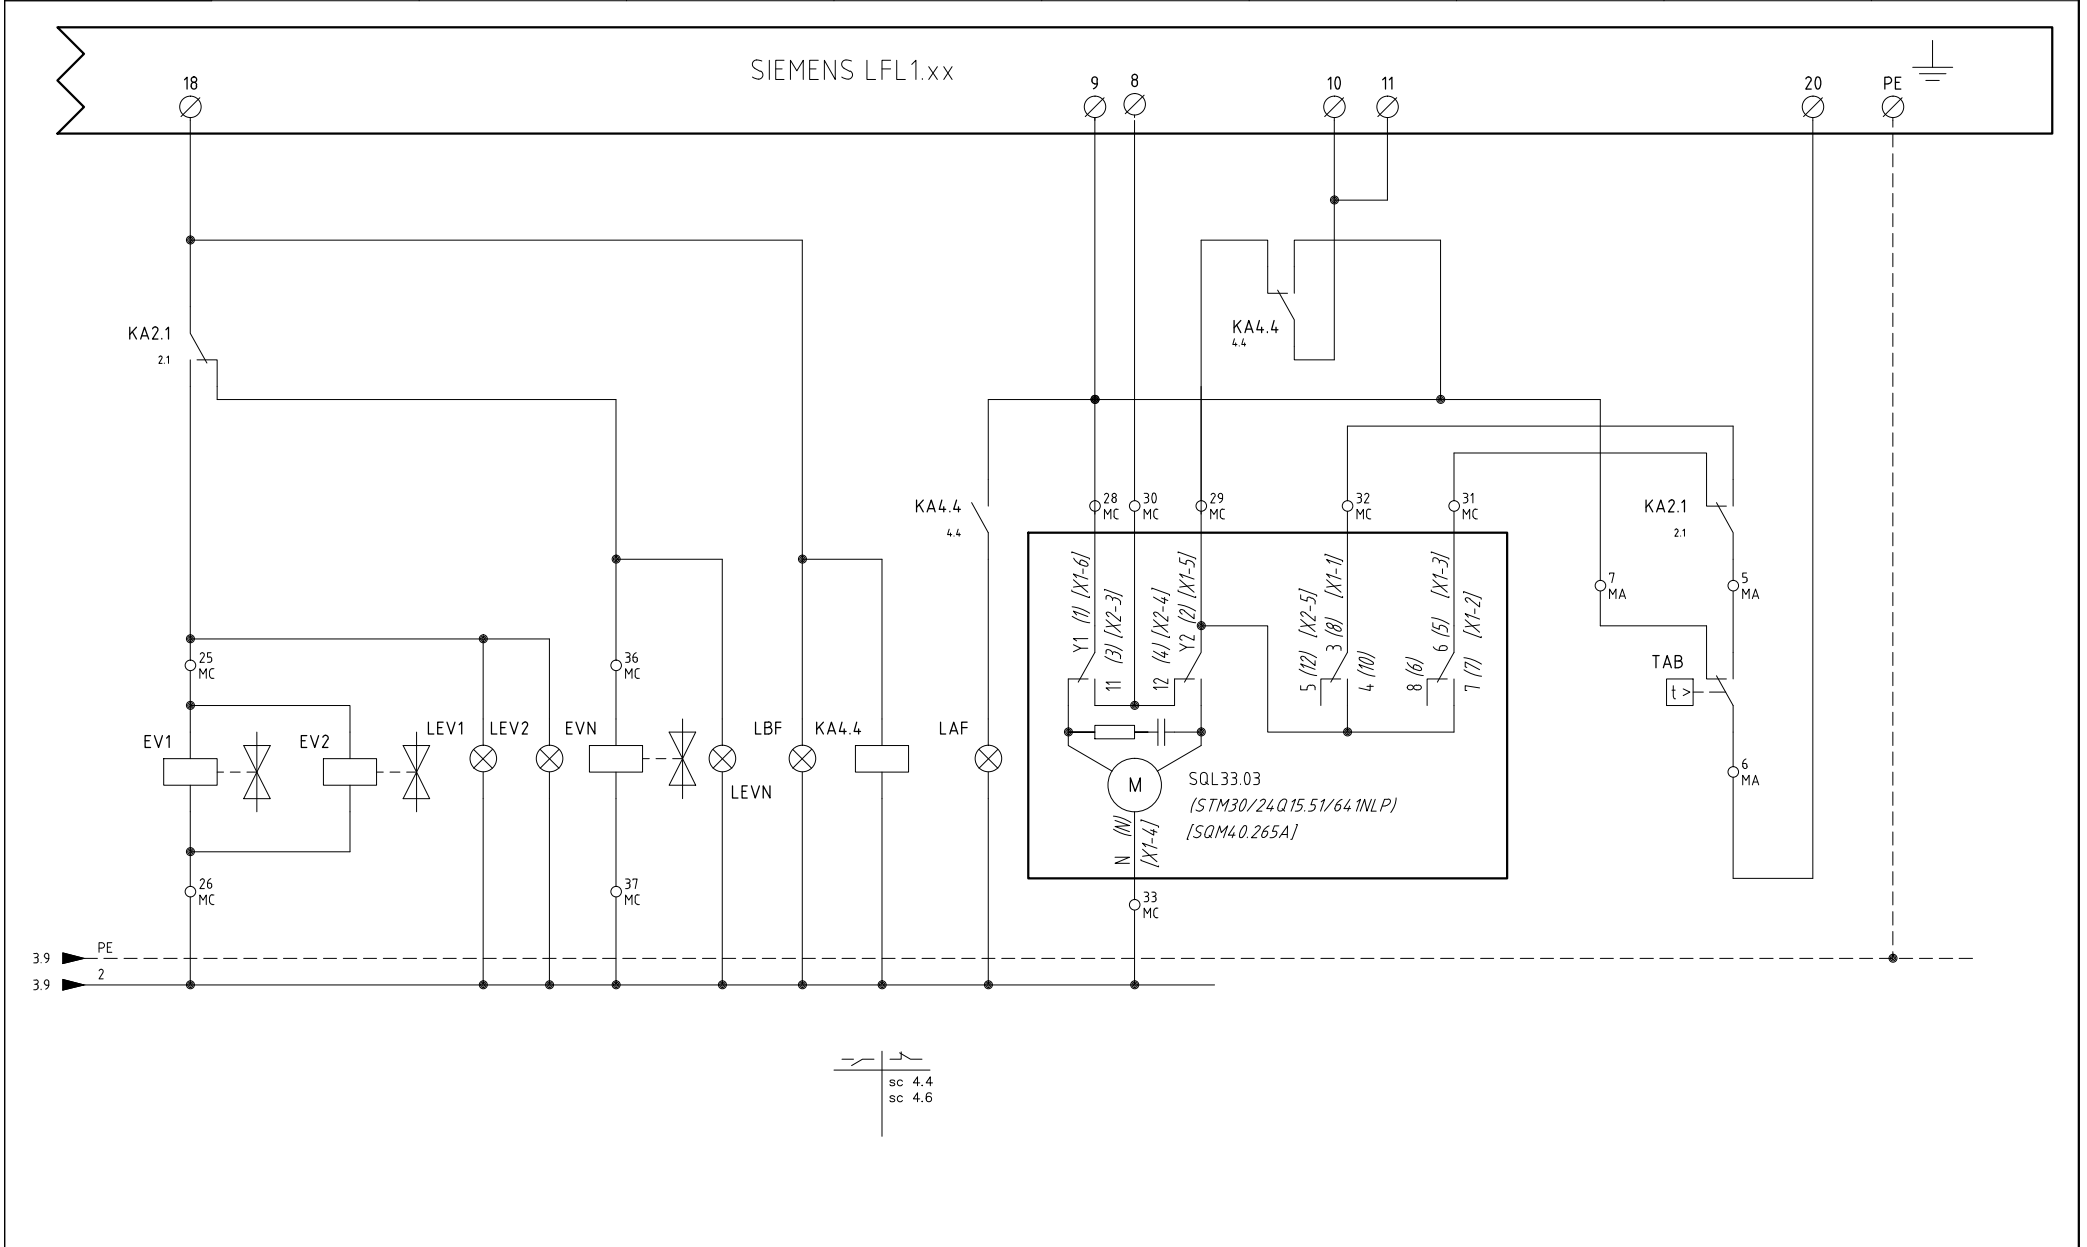 SIEMENS LFL1.xx
18
9
8
10
11
20
PE
KA2.1
2.1
KA4.4
4.4
KA4.4
4.4
28
MC
30
MC
29
MC
32
MC
31
MC
KA2.1
2.1
7
MA
5
MA
Y1 (1) [X1-6]
11 (3) [X2-3]
12 (4) [X2-4]
Y2 (2) [X1-5]
5 (12) [X2-5]
3 (8) [X1-1]
4 (10)
8 (6)
6 (5) [X1-3]
7 (7) [X1-2]
25
MC
36
MC
TAB
t >
EV1
EV2
LEV1
LEV2
EVN
LEVN
LBF
KA4.4
LAF
M
SQL33.03
(STM30/24Q15.51/641NLP)
[SQM40.265A]
N (N)
[X1-4]
6
MA
26
MC
37
MC
33
MC
3.9
PE
3.9
2
sc 4.4
sc 4.6